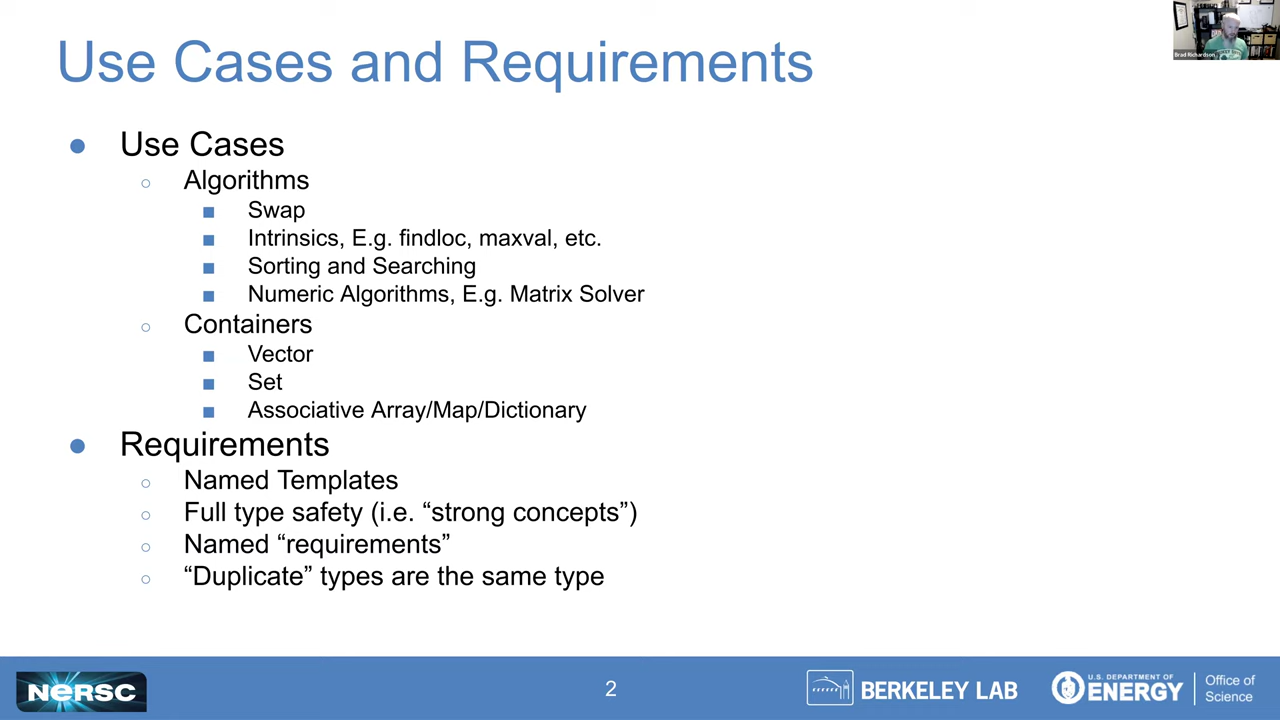 Use Cases and Requirements
Brad Richardson
● Use Cases
○ Algorithms
■ Swap
■ Intrinsics, E.g. findloc, maxval, etc.
■ Sorting and Searching
■ Numeric Algorithms, E.g. Matrix Solver
○ Containers
■ Vector
■ Set
■ Associative Array/Map/Dictionary
● Requirements
○ Named Templates
○ Full type safety (i.e. “strong concepts”)
○ Named “requirements”
○ “Duplicate” types are the same type
NERSC
2
BERKELEY LAB
U.S. DEPARTMENT OF
ENERGY
Office of
Science